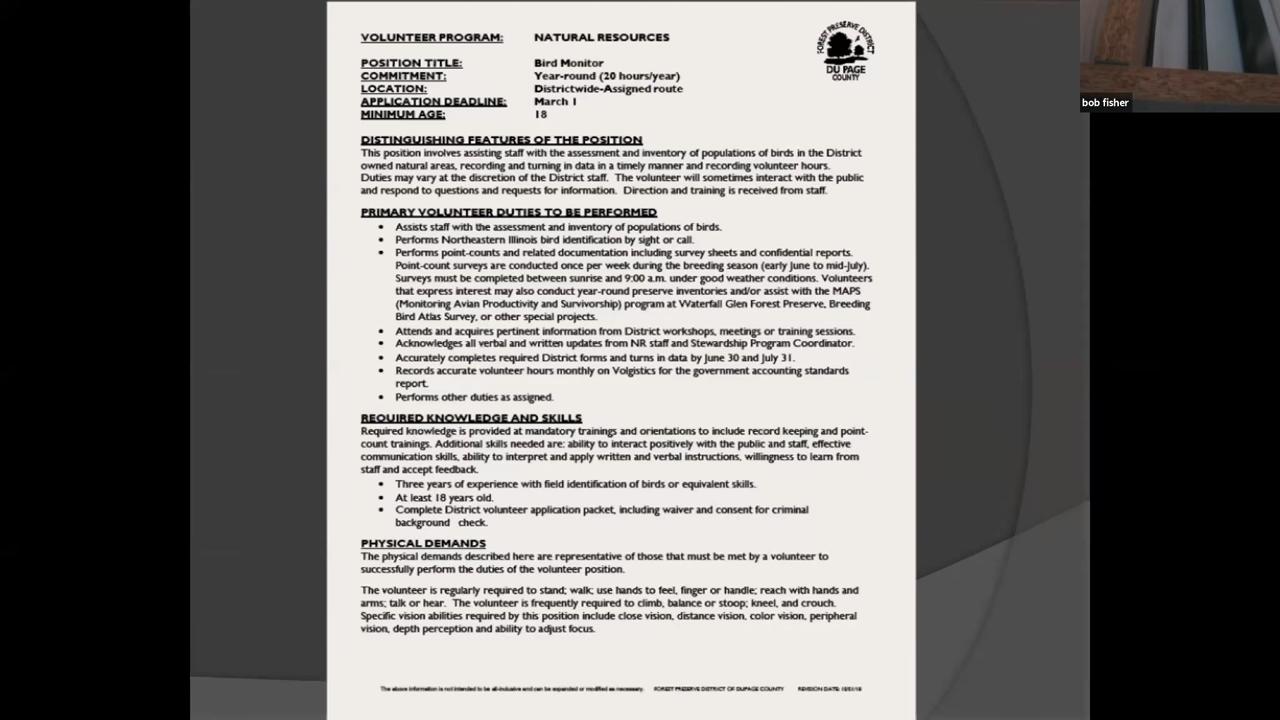 VOLUNTEER PROGRAM: NATURAL RESOURCES
FOREST PRESERVE DISTRICT
DU PAGE
COUNTY
POSITION TITLE: Bird Monitor
COMMITMENT: Year-round (20 hours/year)
LOCATION: Districtwide-Assigned route
APPLICATION DEADLINE: March 1
MINIMUM AGE: 18
bob fisher
DISTINGUISHING FEATURES OF THE POSITION
This position involves assisting staff with the assessment and inventory of populations of birds in the District
owned natural areas, recording and turning in data in a timely manner and recording volunteer hours.
Duties may vary at the discretion of the District staff. The volunteer will sometimes interact with the public
and respond to questions and requests for information. Direction and training is received from staff.
PRIMARY VOLUNTEER DUTIES TO BE PERFORMED
• Assists staff with the assessment and inventory of populations of birds.
• Performs Northeastern Illinois bird identification by sight or call.
• Performs point-counts and related documentation including survey sheets and confidential reports.
Point-count surveys are conducted once per week during the breeding season (early June to mid-July).
Surveys must be completed between sunrise and 9:00 a.m. under good weather conditions. Volunteers
that express interest may also conduct year-round preserve inventories and/or assist with the MAPS
(Monitoring Avian Productivity and Survivorship) program at Waterfall Glen Forest Preserve, Breeding
Bird Atlas Survey, or other special projects.
• Attends and acquires pertinent information from District workshops, meetings or training sessions.
• Acknowledges all verbal and written updates from NR staff and Stewardship Program Coordinator.
• Accurately completes required District forms and turns in data by June 30 and July 31.
• Records accurate volunteer hours monthly on Volgistics for the government accounting standards
report.
• Performs other duties as assigned.
REQUIRED KNOWLEDGE AND SKILLS
Required knowledge is provided at mandatory trainings and orientations to include record keeping and point-
count trainings. Additional skills needed are: ability to interact positively with the public and staff, effective
communication skills, ability to interpret and apply written and verbal instructions, willingness to learn from
staff and accept feedback.
• Three years of experience with field identification of birds or equivalent skills.
• At least 18 years old.
• Complete District volunteer application packet, including waiver and consent for criminal
background check.
PHYSICAL DEMANDS
The physical demands described here are representative of those that must be met by a volunteer to
successfully perform the duties of the volunteer position.
The volunteer is regularly required to stand; walk; use hands to feel, finger or handle; reach with hands and
arms; talk or hear. The volunteer is frequently required to climb, balance or stoop; kneel, and crouch.
Specific vision abilities required by this position include close vision, distance vision, color vision, peripheral
vision, depth perception and ability to adjust focus.
The above information is not intended to be all-inclusive and can be expanded or modified as necessary. FOREST PRESERVE DISTRICT OF DUPAGE COUNTY REVISION DATE: